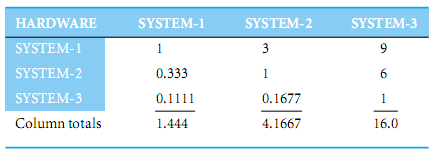 HARDWARE SYSTEM-1 SYSTEM-2 SYSTEM-3
SYSTEM-1 1 3 9
SYSTEM-2 0.333 1 6
SYSTEM-3 0.1111 0.1677 1
Column totals 1.444 4.1667 16.0